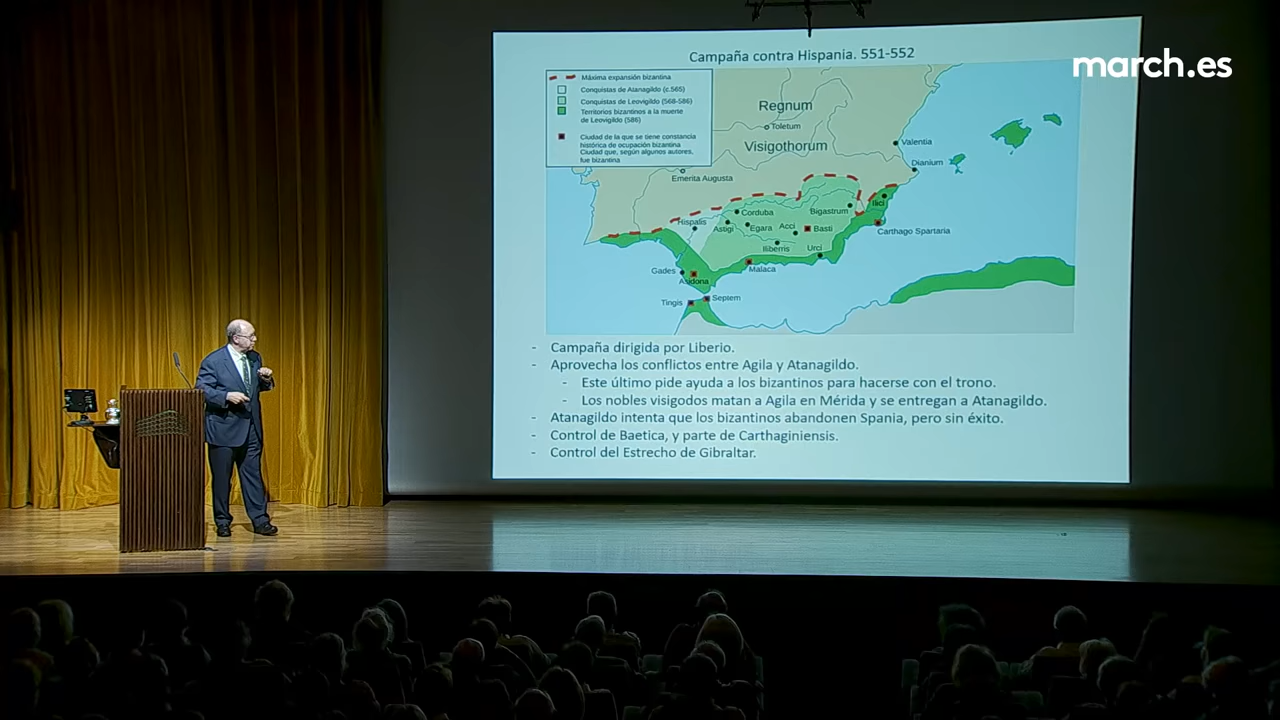 march.es
Campaña contra Hispania. 551-552
Máxima expansión bizantina
Conquistas de Atanagildo (c.565)
Conquistas de Leovigildo (568-586)
Territorios bizantinos a la muerte
de Leovigildo (586)
Ciudad de la que se tiene constancia
histórica de ocupación bizantina
Ciudad que, según algunos autores,
fue bizantina
Regnum
Toletum
Visigothorum
Valentia
Dianium
Emerita Augusta
Ilici
Corduba
Bigastrum
Hispalis
Astigi
Egara
Acci
Basti
Carthago Spartaria
Iliberris
Urci
Gades
Malaca
Asidona
Tingis
Septem
- Campaña dirigida por Liberio.
- Aprovecha los conflictos entre Agila y Atanagildo.
- Este último pide ayuda a los bizantinos para hacerse con el trono.
- Los nobles visigodos matan a Agila en Mérida y se entregan a Atanagildo.
- Atanagildo intenta que los bizantinos abandonen Spania, pero sin éxito.
- Control de Baetica, y parte de Carthaginiensis.
- Control del Estrecho de Gibraltar.